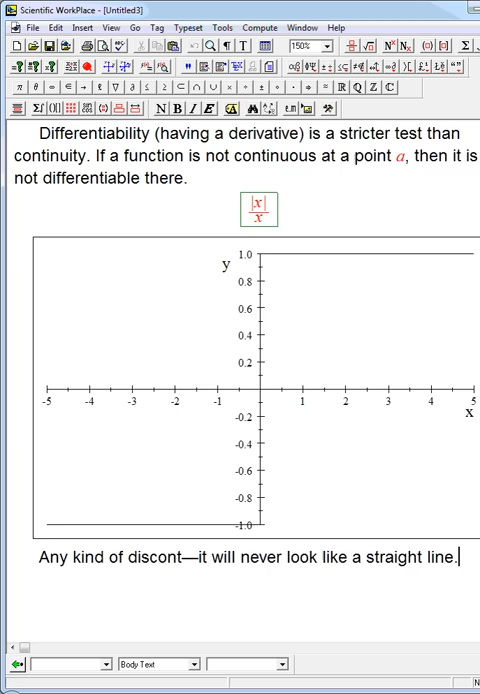 Scientific WorkPlace - [Untitled3]
File Edit Insert View Go Tag Typeset Tools Compute Window Help
150%
N B I E
Differentiability (having a derivative) is a stricter test than
continuity. If a function is not continuous at a point a, then it is
not differentiable there.
|x|
x
y
1.0
0.8
0.6
0.4
0.2
-5 -4 -3 -2 -1 1 2 3 4 5
x
-0.2
-0.4
-0.6
-0.8
-1.0
Any kind of discont—it will never look like a straight line.
Body Text